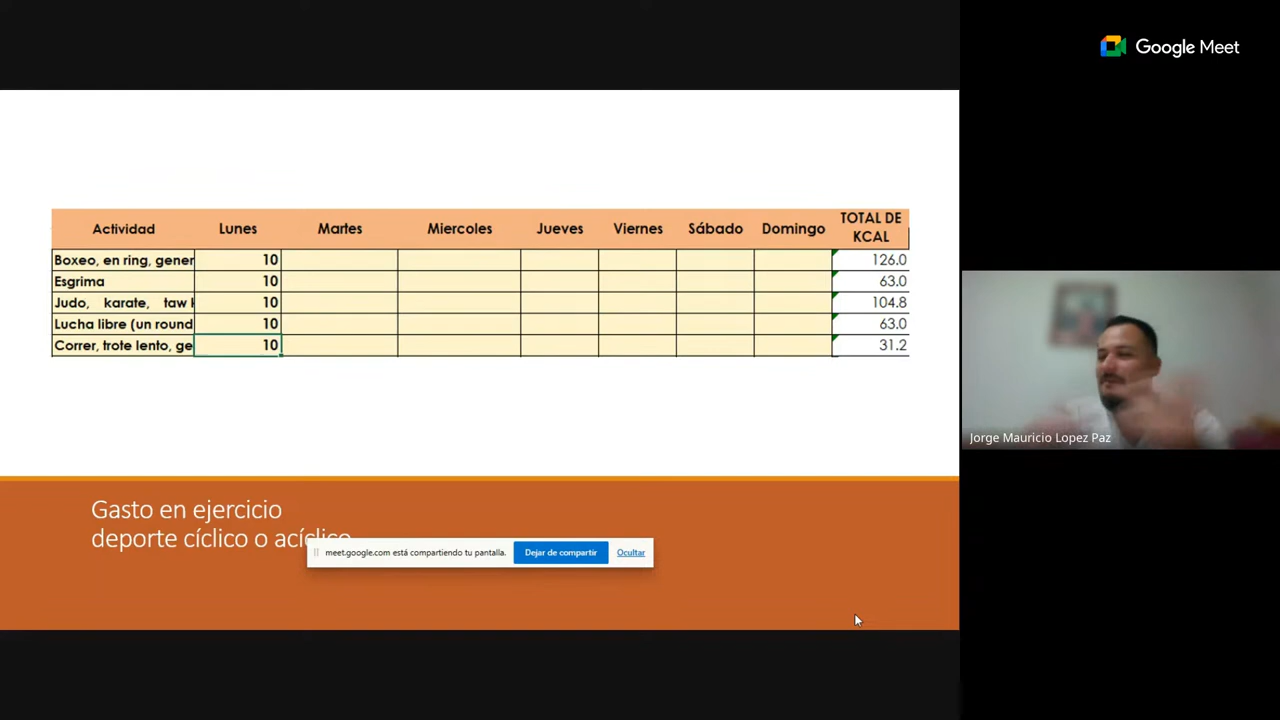 Google Meet
Actividad Lunes Martes Miercoles Jueves Viernes Sábado Domingo TOTAL DE KCAL
Boxeo, en ring, gener 10 126.0
Esgrima 10 63.0
Judo, karate, taw k 10 104.8
Lucha libre (un round 10 63.0
Correr, trote lento, ge 10 31.2
Jorge Mauricio Lopez Paz
Gasto en ejercicio
deporte cíclico o acíclico
meet.google.com está compartiendo tu pantalla. Dejar de compartir Ocultar